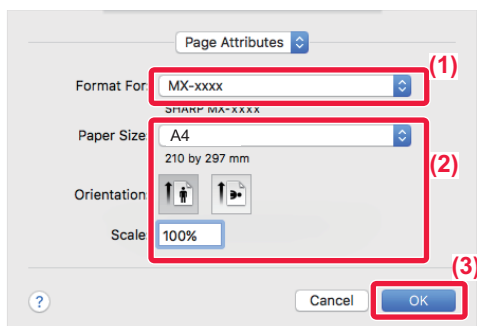 Page Attributes
(1)
Format For: MX-xxxx
SHARP MX-xxxx
Paper Size: A4
210 by 297 mm
(2)
Orientation:
Scale: 100%
(3)
? Cancel OK